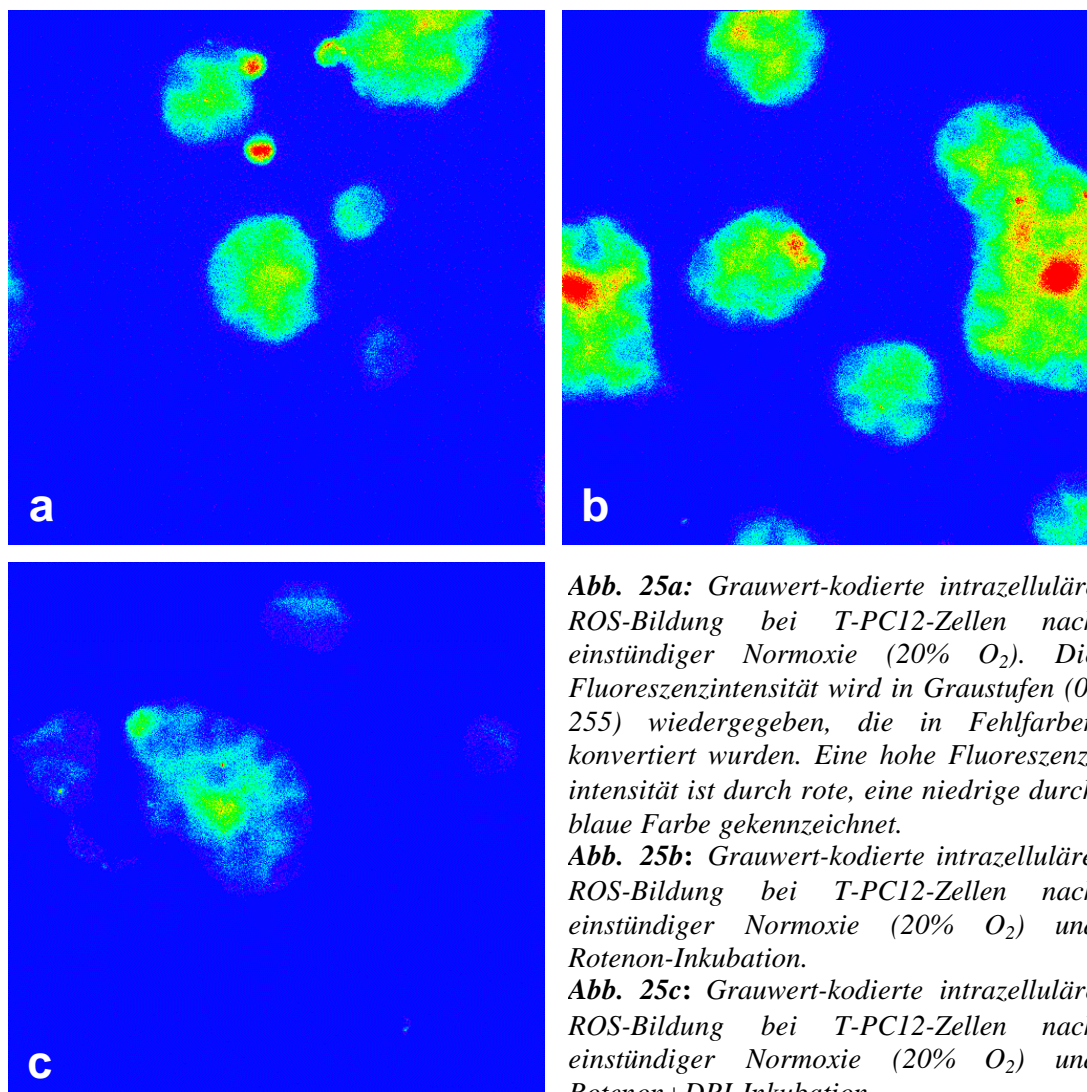 a
b
c
Abb. 25a: Grauwert-kodierte intrazelluläre
ROS-Bildung bei T-PC12-Zellen nach
einstündiger Normoxie (20% O₂). Die
Fluoreszenzintensität wird in Graustufen (0-
255) wiedergegeben, die in Fehlfarben
konvertiert wurden. Eine hohe Fluoreszenz-
intensität ist durch rote, eine niedrige durch
blaue Farbe gekennzeichnet.
Abb. 25b: Grauwert-kodierte intrazelluläre
ROS-Bildung bei T-PC12-Zellen nach
einstündiger Normoxie (20% O₂) und
Rotenon-Inkubation.
Abb. 25c: Grauwert-kodierte intrazelluläre
ROS-Bildung bei T-PC12-Zellen nach
einstündiger Normoxie (20% O₂) und
Rotenon+DPI-Inkubation.